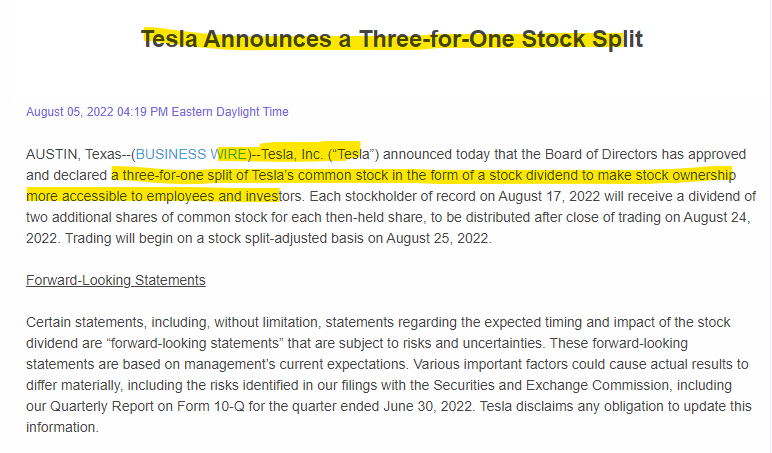 Tesla Announces a Three-for-One Stock Split
August 05, 2022 04:19 PM Eastern Daylight Time
AUSTIN, Texas--(BUSINESS WIRE)--Tesla, Inc. (“Tesla”) announced today that the Board of Directors has approved
and declared a three-for-one split of Tesla’s common stock in the form of a stock dividend to make stock ownership
more accessible to employees and investors. Each stockholder of record on August 17, 2022 will receive a dividend of
two additional shares of common stock for each then-held share, to be distributed after close of trading on August 24,
2022. Trading will begin on a stock split-adjusted basis on August 25, 2022.
Forward-Looking Statements
Certain statements, including, without limitation, statements regarding the expected timing and impact of the stock
dividend are “forward-looking statements” that are subject to risks and uncertainties. These forward-looking
statements are based on management’s current expectations. Various important factors could cause actual results to
differ materially, including the risks identified in our filings with the Securities and Exchange Commission, including
our Quarterly Report on Form 10-Q for the quarter ended June 30, 2022. Tesla disclaims any obligation to update this
information.